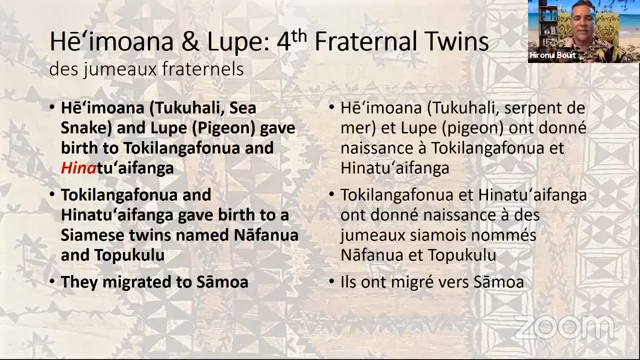 Hēʻimoana & Lupe: 4th Fraternal Twins
des jumeaux fraternels
• Hēʻimoana (Tukuhali, Sea
Snake) and Lupe (Pigeon) gave
birth to Tokilangafonua and
Hinatuʻaifanga
• Tokilangafonua and
Hinatuʻaifanga gave birth to a
Siamese twins named Nāfanua
and Topukulu
• They migrated to Sāmoa
• Hēʻimoana (Tukuhali, serpent de
mer) et Lupe (pigeon) ont donné
naissance à Tokilangafonua et
Hinatuʻaifanga
• Tokilangafonua et Hinatuʻaifanga
ont donné naissance à des
jumeaux siamois nommés
Nāfanua et Topukulu
• Ils ont migré vers Sāmoa
Hironui Bouit
zoom